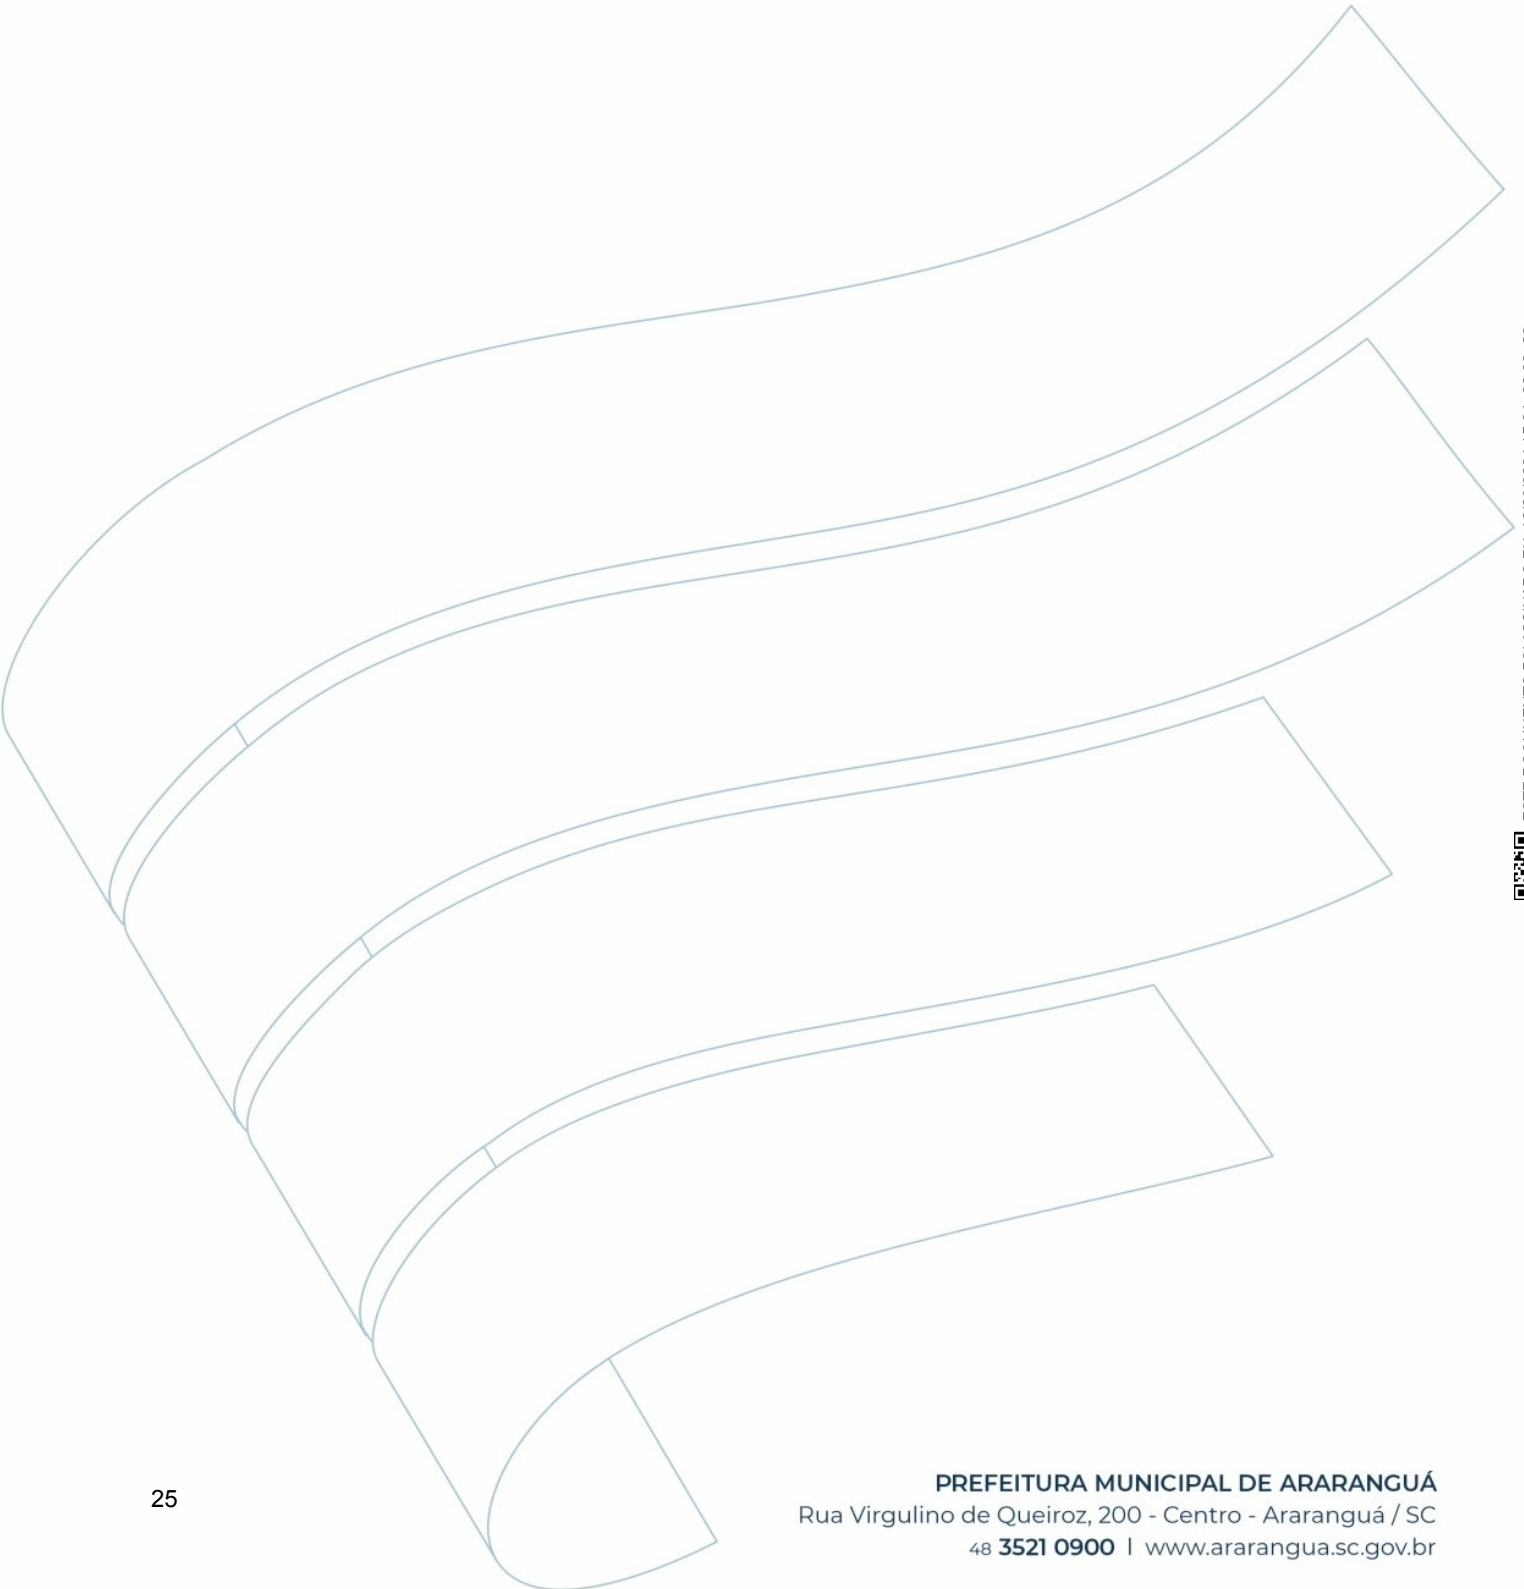 25
PREFEITURA MUNICIPAL DE ARARANGUÁ
Rua Virgulino de Queiroz, 200 - Centro - Araranguá / SC
48 3521 0900 | www.ararangua.sc.gov.br